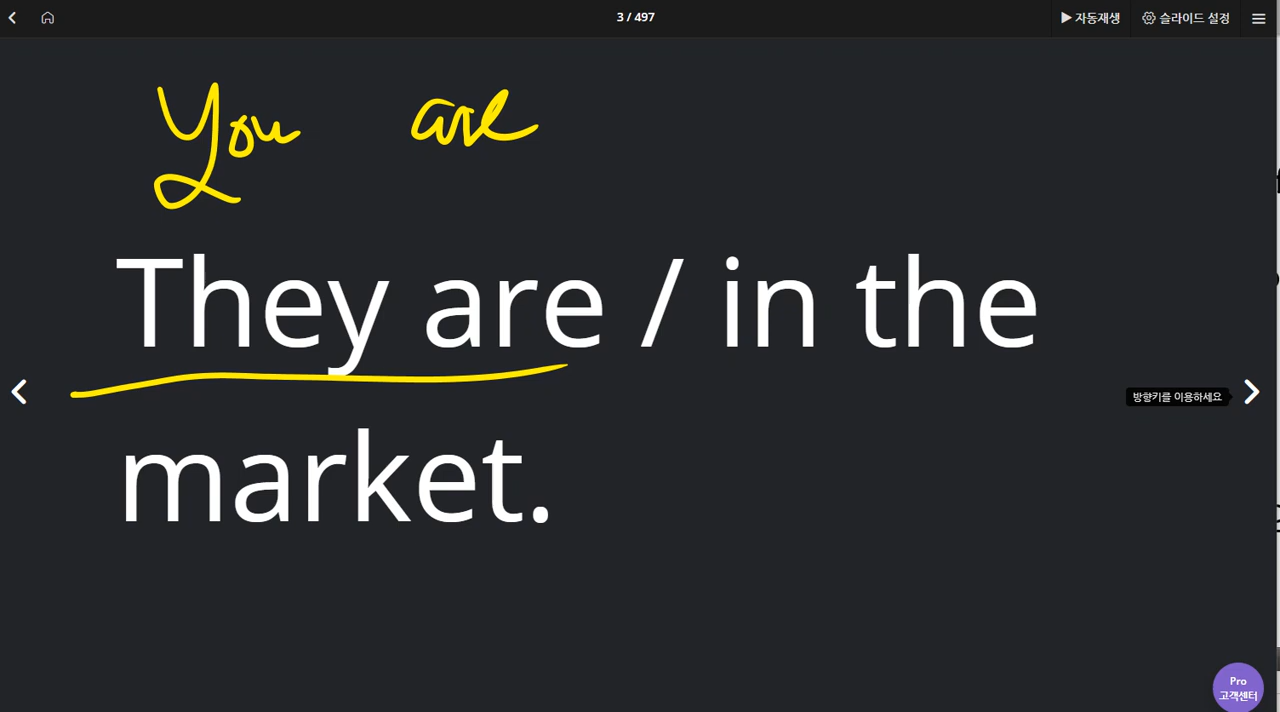 3 / 497
▶ 자동재생
슬라이드 설정
You are
They are / in the
market.
방향키를 이용하세요
Pro
고객센터